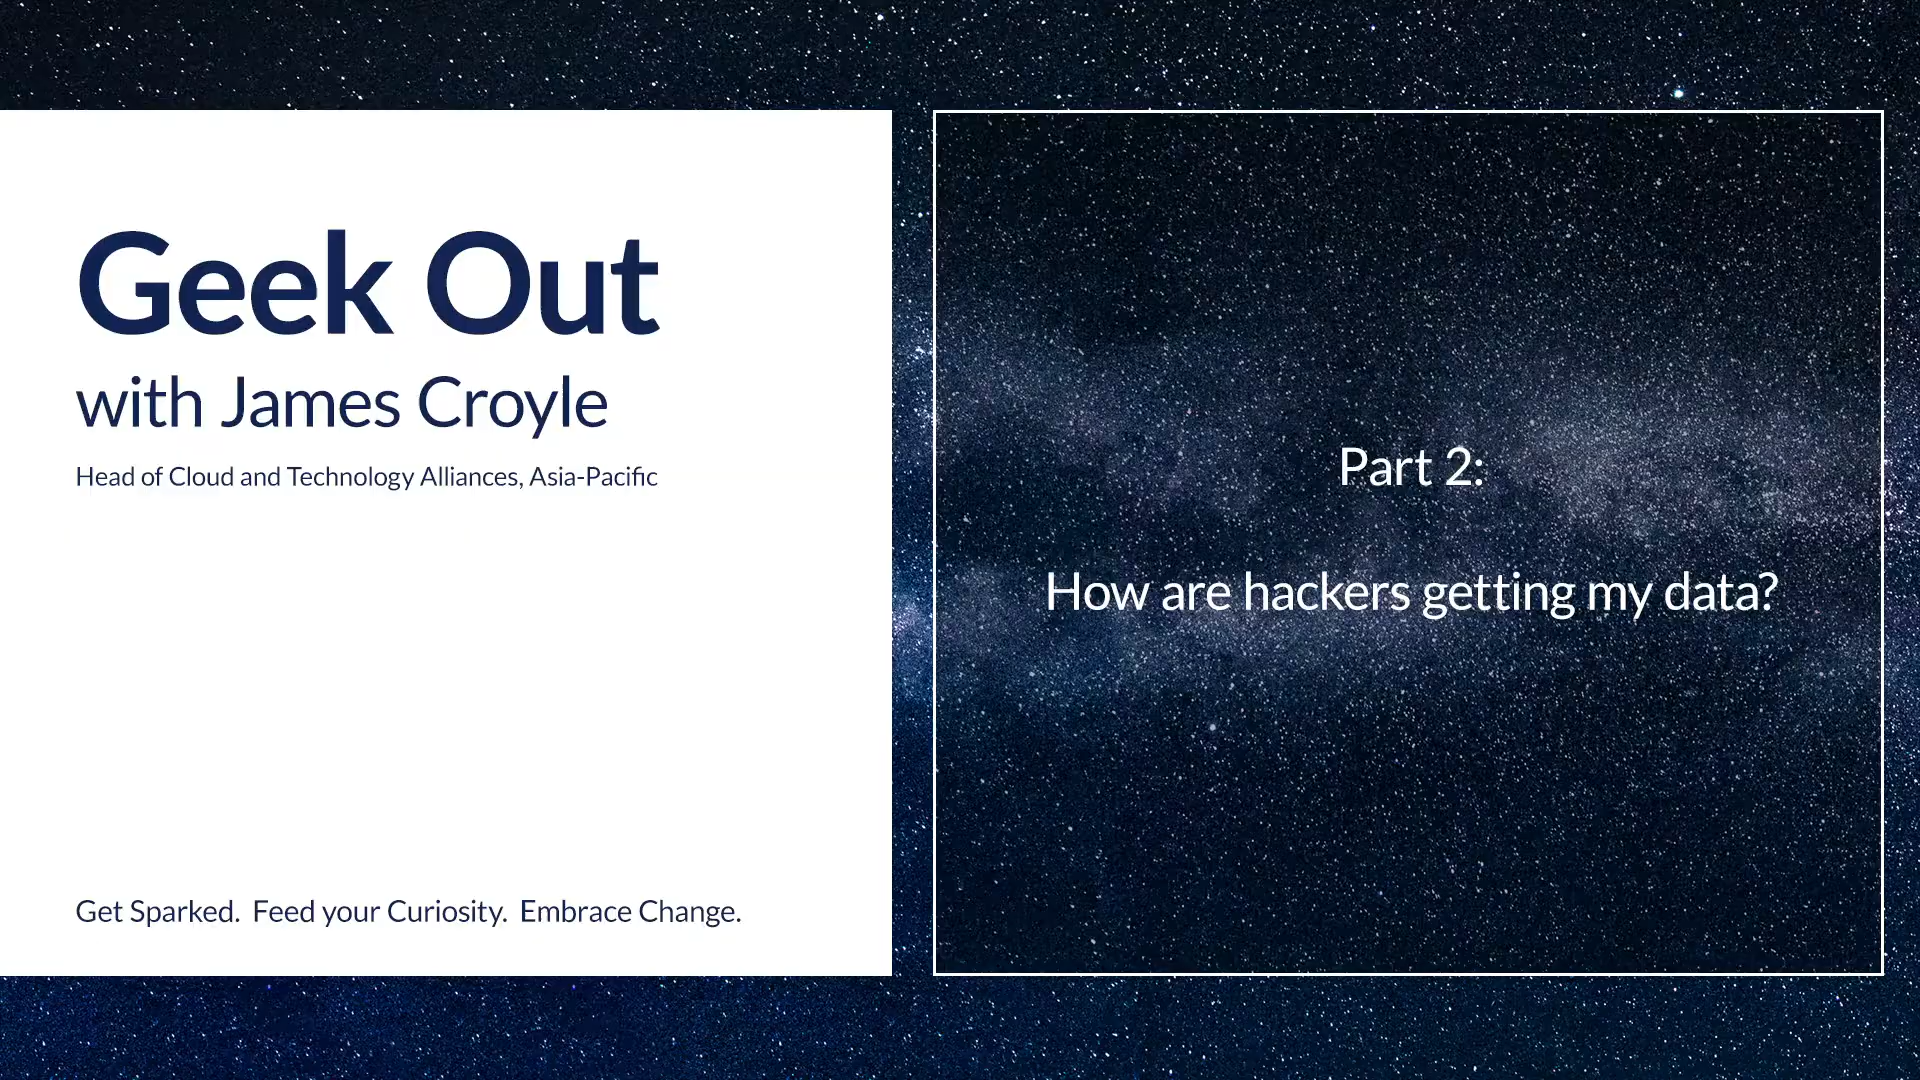 Geek Out
with James Croyle
Head of Cloud and Technology Alliances, Asia-Pacific
Get Sparked. Feed your Curiosity. Embrace Change.
Part 2:
How are hackers getting my data?